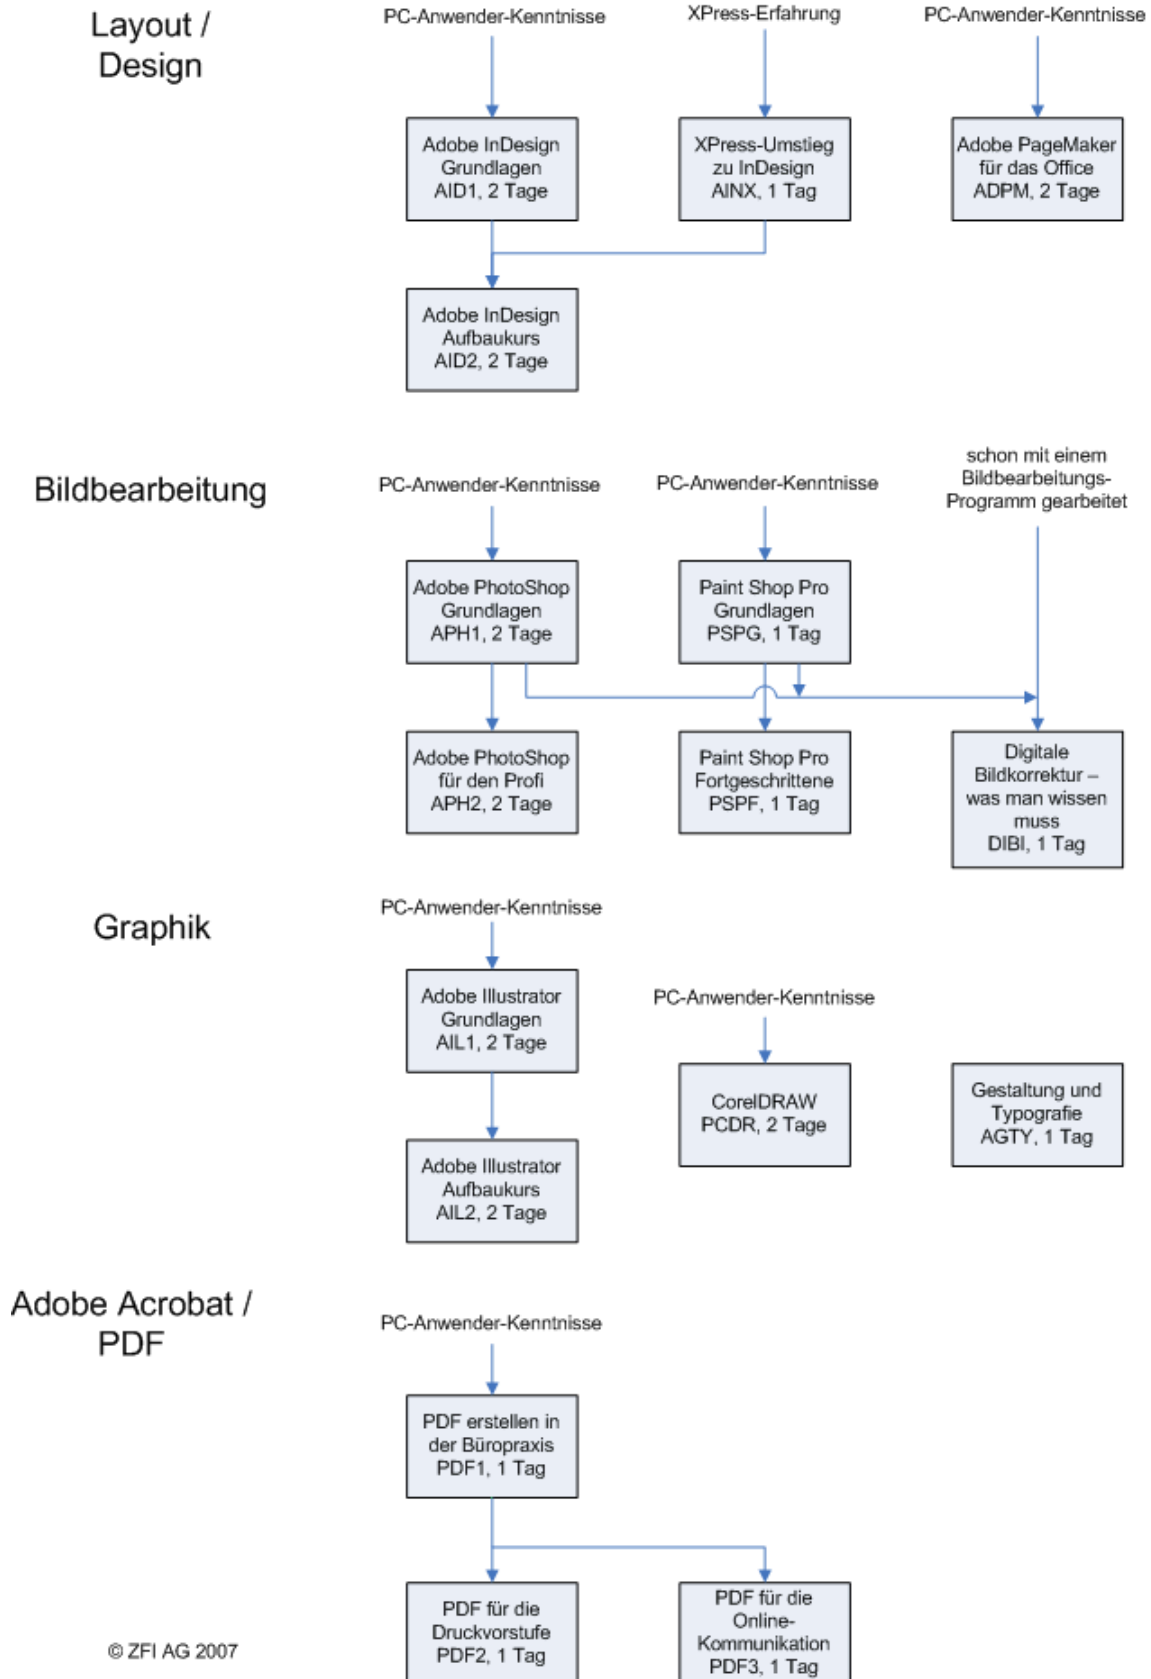 Layout /
Design
PC-Anwender-Kenntnisse
XPress-Erfahrung
PC-Anwender-Kenntnisse
Adobe InDesign
Grundlagen
AID1, 2 Tage
XPress-Umstieg
zu InDesign
AINX, 1 Tag
Adobe PageMaker
für das Office
ADPM, 2 Tage
Adobe InDesign
Aufbaukurs
AID2, 2 Tage
Bildbearbeitung
PC-Anwender-Kenntnisse
PC-Anwender-Kenntnisse
schon mit einem
Bildbearbeitungs-
Programm gearbeitet
Adobe PhotoShop
Grundlagen
APH1, 2 Tage
Paint Shop Pro
Grundlagen
PSPG, 1 Tag
Adobe PhotoShop
für den Profi
APH2, 2 Tage
Paint Shop Pro
Fortgeschrittene
PSPF, 1 Tag
Digitale
Bildkorrektur –
was man wissen
muss
DIBI, 1 Tag
Graphik
PC-Anwender-Kenntnisse
Adobe Illustrator
Grundlagen
AIL1, 2 Tage
PC-Anwender-Kenntnisse
CorelDRAW
PCDR, 2 Tage
Gestaltung und
Typografie
AGTY, 1 Tag
Adobe Illustrator
Aufbaukurs
AIL2, 2 Tage
Adobe Acrobat /
PDF
PC-Anwender-Kenntnisse
PDF erstellen in
der Büropraxis
PDF1, 1 Tag
PDF für die
Druckvorstufe
PDF2, 1 Tag
PDF für die
Online-
Kommunikation
PDF3, 1 Tag
© ZFI AG 2007